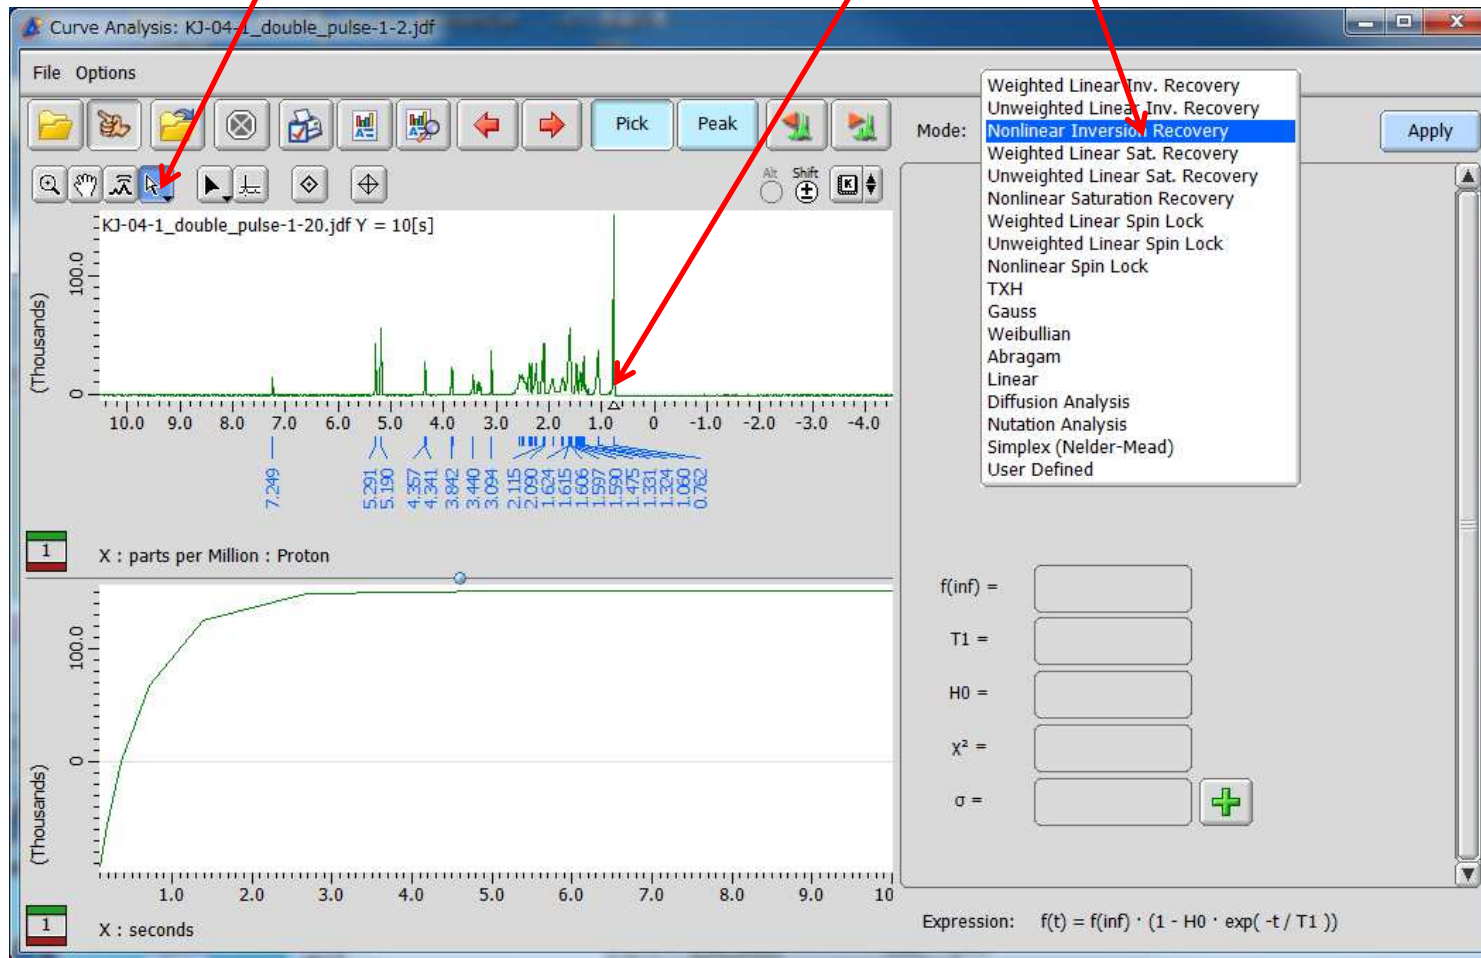 Curve Analysis: KJ-04-1_double_pulse-1-2.jdf
File Options
Pick Peak Mode: Apply
Weighted Linear Inv. Recovery
Unweighted Linear Inv. Recovery
Nonlinear Inversion Recovery
Weighted Linear Sat. Recovery
Unweighted Linear Sat. Recovery
Nonlinear Saturation Recovery
Weighted Linear Spin Lock
Unweighted Linear Spin Lock
Nonlinear Spin Lock
TXH
Gauss
Weibullian
Abragam
Linear
Diffusion Analysis
Nutation Analysis
Simplex (Nelder-Mead)
User Defined
Alt Shift
K
KJ-04-1_double_pulse-1-20.jdf Y = 10[s]
(Thousands)
100.0
0
10.0 9.0 8.0 7.0 6.0 5.0 4.0 3.0 2.0 1.0 0 -1.0 -2.0 -3.0 -4.0
7.249 5.291 5.190 4.357 4.341 3.842 3.440 3.094 2.115 2.090 1.624 1.615 1.606 1.597 1.590 1.475 1.331 1.324 1.060 0.762
1
X : parts per Million : Proton
(Thousands)
100.0
0
1.0 2.0 3.0 4.0 5.0 6.0 7.0 8.0 9.0 10
1
X : seconds
f(inf) =
T1 =
H0 =
χ² =
σ =
Expression: f(t) = f(inf) · (1 - H0 · exp( -t / T1 ))